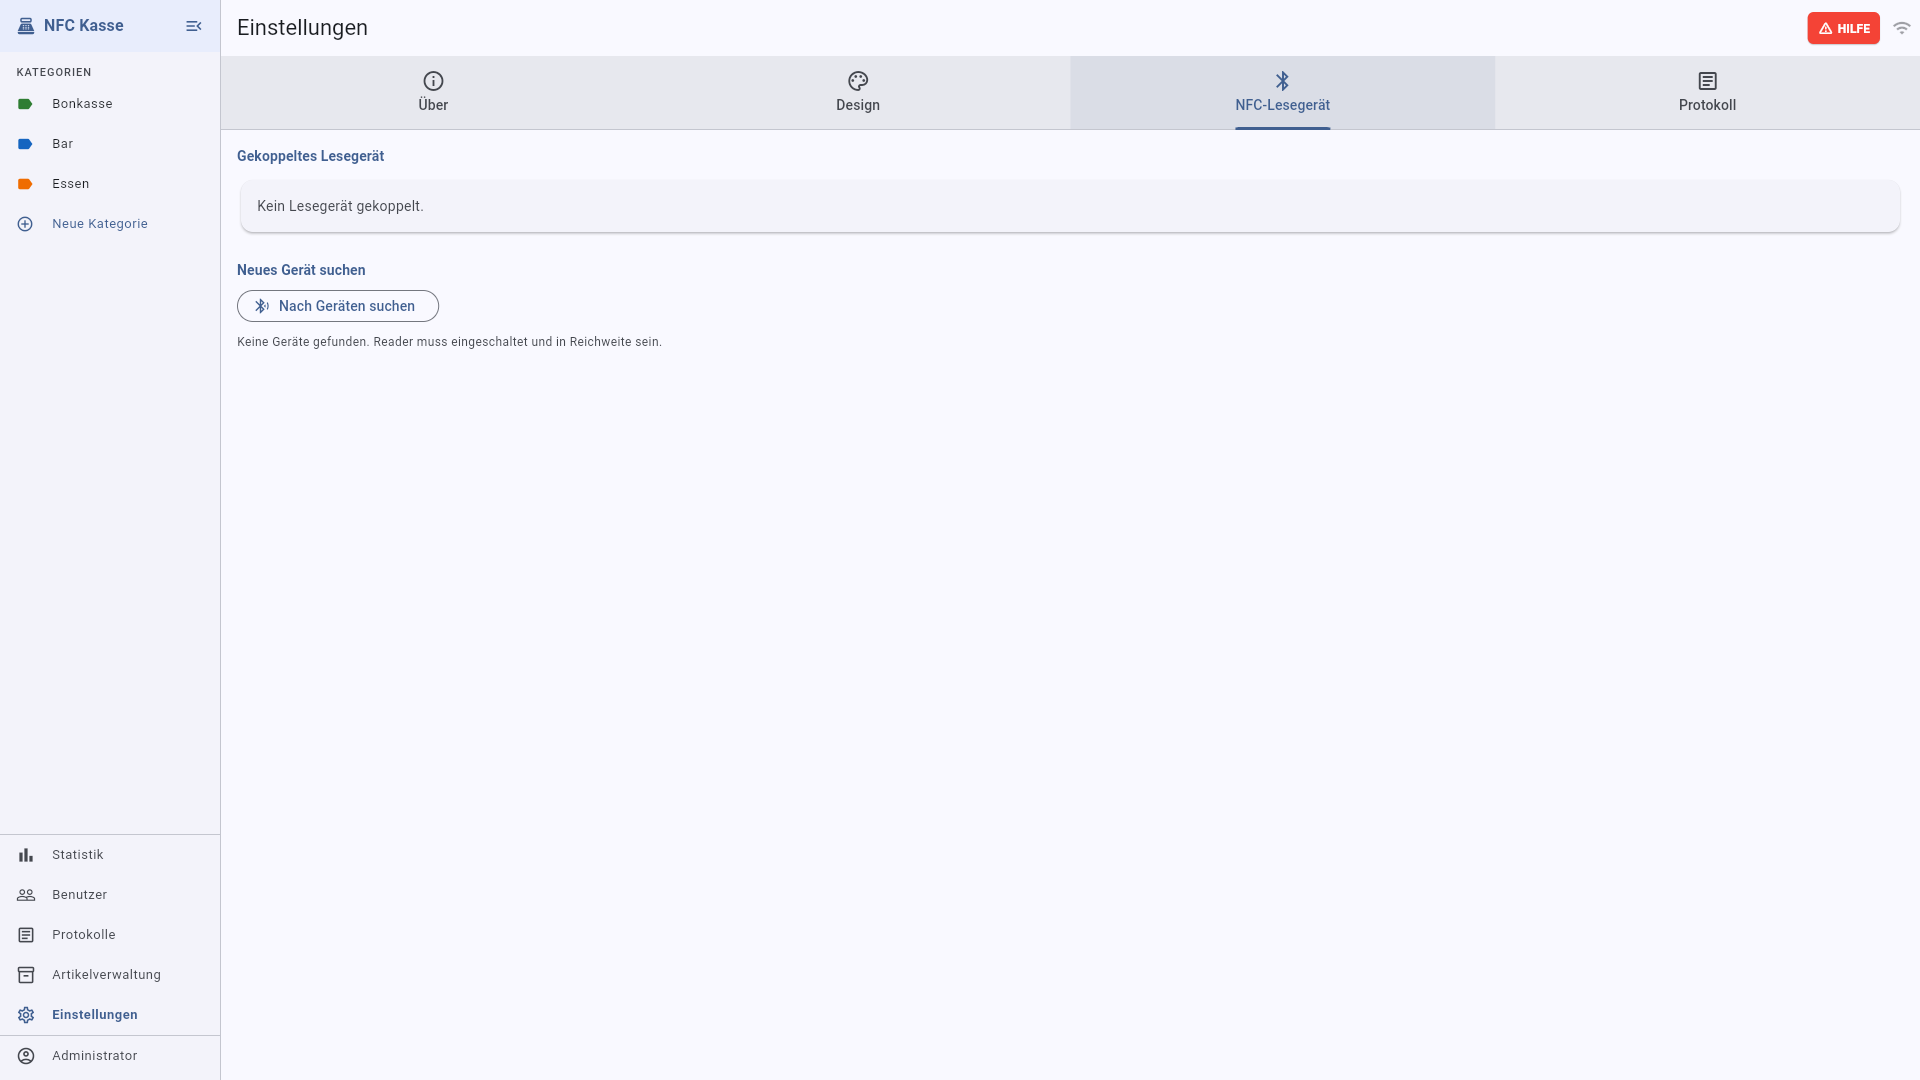 NFC Kasse
Einstellungen
HILFE
KATEGORIEN
Bonkasse
Bar
Essen
Neue Kategorie
Über
Design
NFC-Lesegerät
Protokoll
Gekoppeltes Lesegerät
Kein Lesegerät gekoppelt.
Neues Gerät suchen
Nach Geräten suchen
Keine Geräte gefunden. Reader muss eingeschaltet und in Reichweite sein.
Statistik
Benutzer
Protokolle
Artikelverwaltung
Einstellungen
Administrator